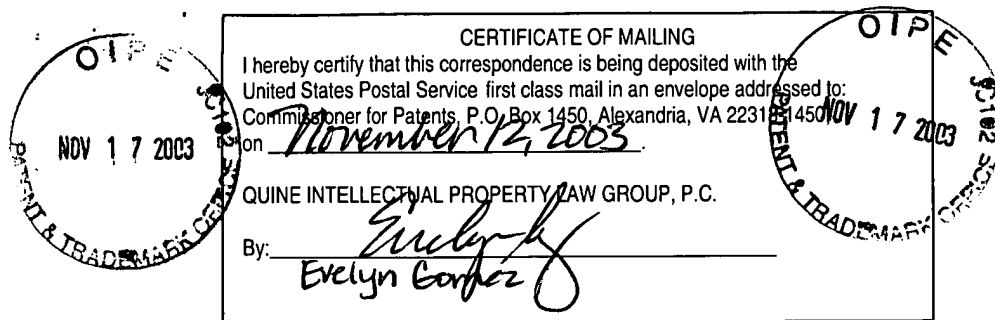 OIPE
NOV 17 2003
PATENT & TRADEMARK OFFICE
CERTIFICATE OF MAILING
I hereby certify that this correspondence is being deposited with the
United States Postal Service first class mail in an envelope addressed to:
Commissioner for Patents, P.O. Box 1450, Alexandria, VA 22313-1450
on November 12, 2003.
QUINE INTELLECTUAL PROPERTY LAW GROUP, P.C.
By:
Evelyn
OIPE
NOV 17 2003
PATENT & TRADEMARK OFFICE